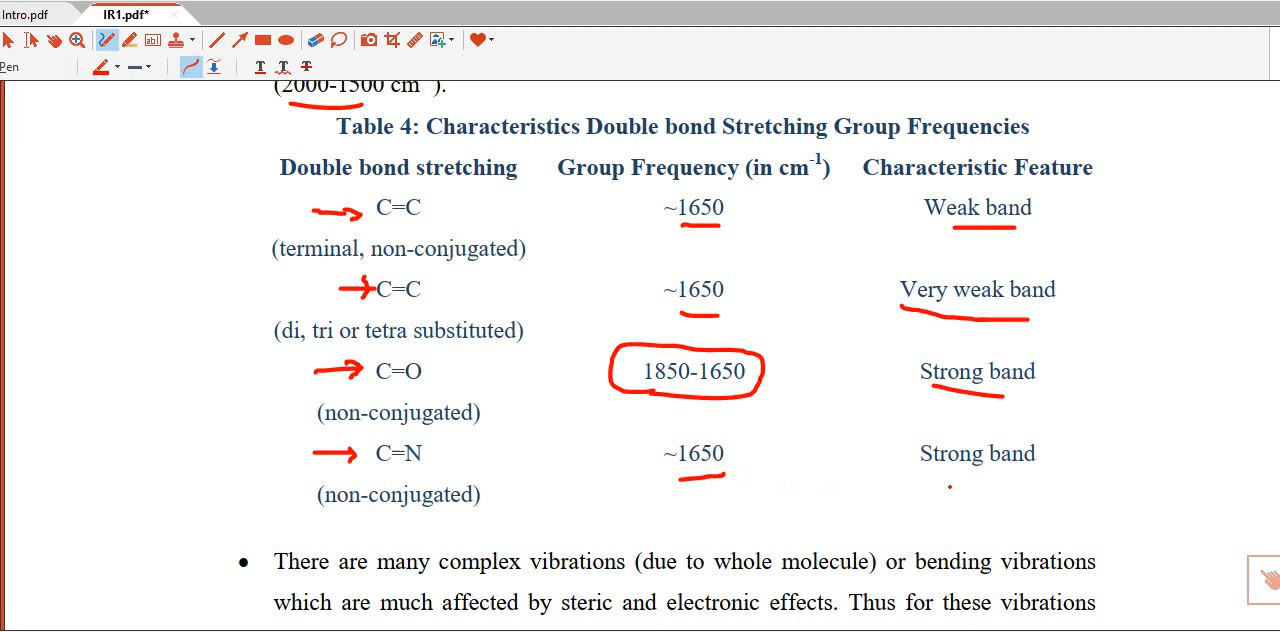 Intro.pdf IR1.pdf*
Pen
(2000-1500 cm ).
Table 4: Characteristics Double bond Stretching Group Frequencies
Double bond stretching Group Frequency (in cm-1) Characteristic Feature
C=C ~1650 Weak band
(terminal, non-conjugated)
C=C ~1650 Very weak band
(di, tri or tetra substituted)
C=O 1850-1650 Strong band
(non-conjugated)
C=N ~1650 Strong band
(non-conjugated)
• There are many complex vibrations (due to whole molecule) or bending vibrations
which are much affected by steric and electronic effects. Thus for these vibrations